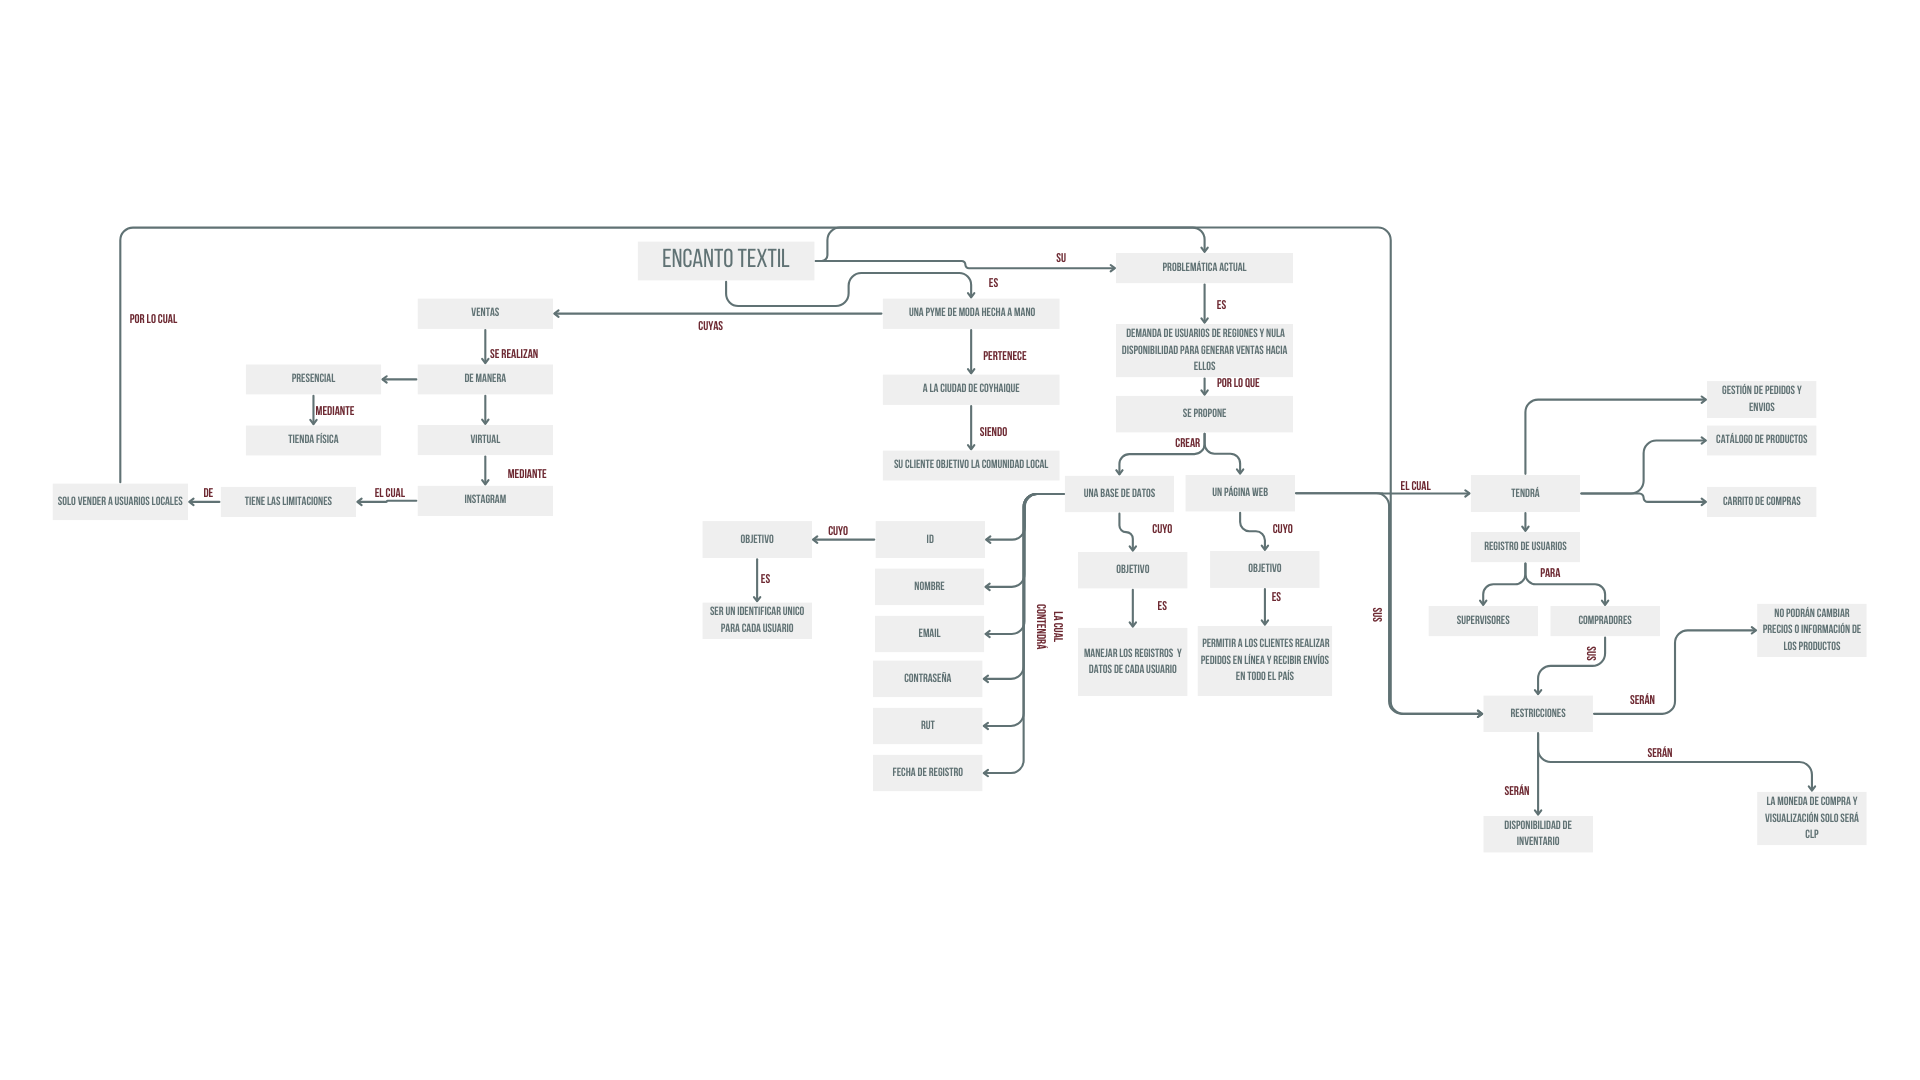 ENCANTO TEXTIL
SU
PROBLEMÁTICA ACTUAL
ES
ES
UNA PYME DE MODA HECHA A MANO
CUYAS
VENTAS
POR LO CUAL
SE REALIZAN
DE MANERA
PRESENCIAL
MEDIANTE
TIENDA FÍSICA
VIRTUAL
MEDIANTE
INSTAGRAM
EL CUAL
TIENE LAS LIMITACIONES
DE
SOLO VENDER A USUARIOS LOCALES
PERTENECE
A LA CIUDAD DE COYHAIQUE
SIENDO
SU CLIENTE OBJETIVO LA COMUNIDAD LOCAL
DEMANDA DE USUARIOS DE REGIONES Y NULA
DISPONIBILIDAD PARA GENERAR VENTAS HACIA
ELLOS
POR LO QUE
SE PROPONE
CREAR
UNA BASE DE DATOS
UN PÁGINA WEB
CUYO
CUYO
OBJETIVO
OBJETIVO
ES
ES
MANEJAR LOS REGISTROS Y
DATOS DE CADA USUARIO
PERMITIR A LOS CLIENTES REALIZAR
PEDIDOS EN LÍNEA Y RECIBIR ENVÍOS
EN TODO EL PAÍS
LA CUAL
CONTENDRÁ
ID
NOMBRE
EMAIL
CONTRASEÑA
RUT
FECHA DE REGISTRO
CUYO
OBJETIVO
ES
SER UN IDENTIFICAR UNICO
PARA CADA USUARIO
EL CUAL
TENDRÁ
GESTIÓN DE PEDIDOS Y
ENVIOS
CATÁLOGO DE PRODUCTOS
CARRITO DE COMPRAS
REGISTRO DE USUARIOS
PARA
SUPERVISORES
COMPRADORES
SUS
SUS
RESTRICCIONES
SERÁN
NO PODRÁN CAMBIAR
PRECIOS O INFORMACIÓN DE
LOS PRODUCTOS
SERÁN
SERÁN
DISPONIBILIDAD DE
INVENTARIO
LA MONEDA DE COMPRA Y
VISUALIZACIÓN SOLO SERÁ
CLP